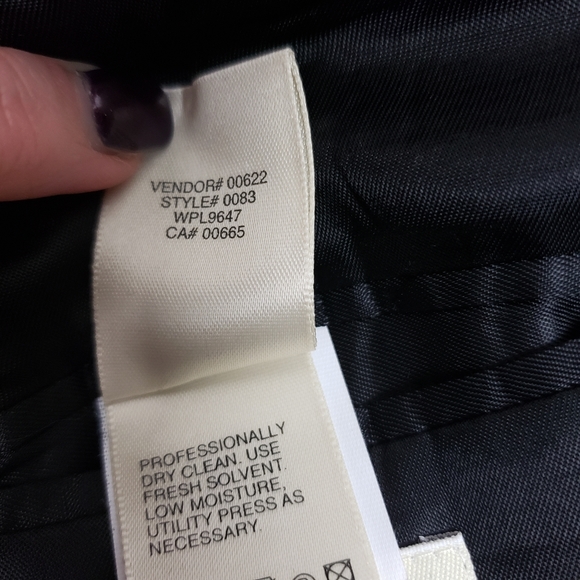 VENDOR# 00622
STYLE# 0083
WPL9647
CA# 00665
PROFESSIONALLY
DRY CLEAN. USE
FRESH SOLVENT.
LOW MOISTURE,
UTILITY PRESS AS
NECESSARY.